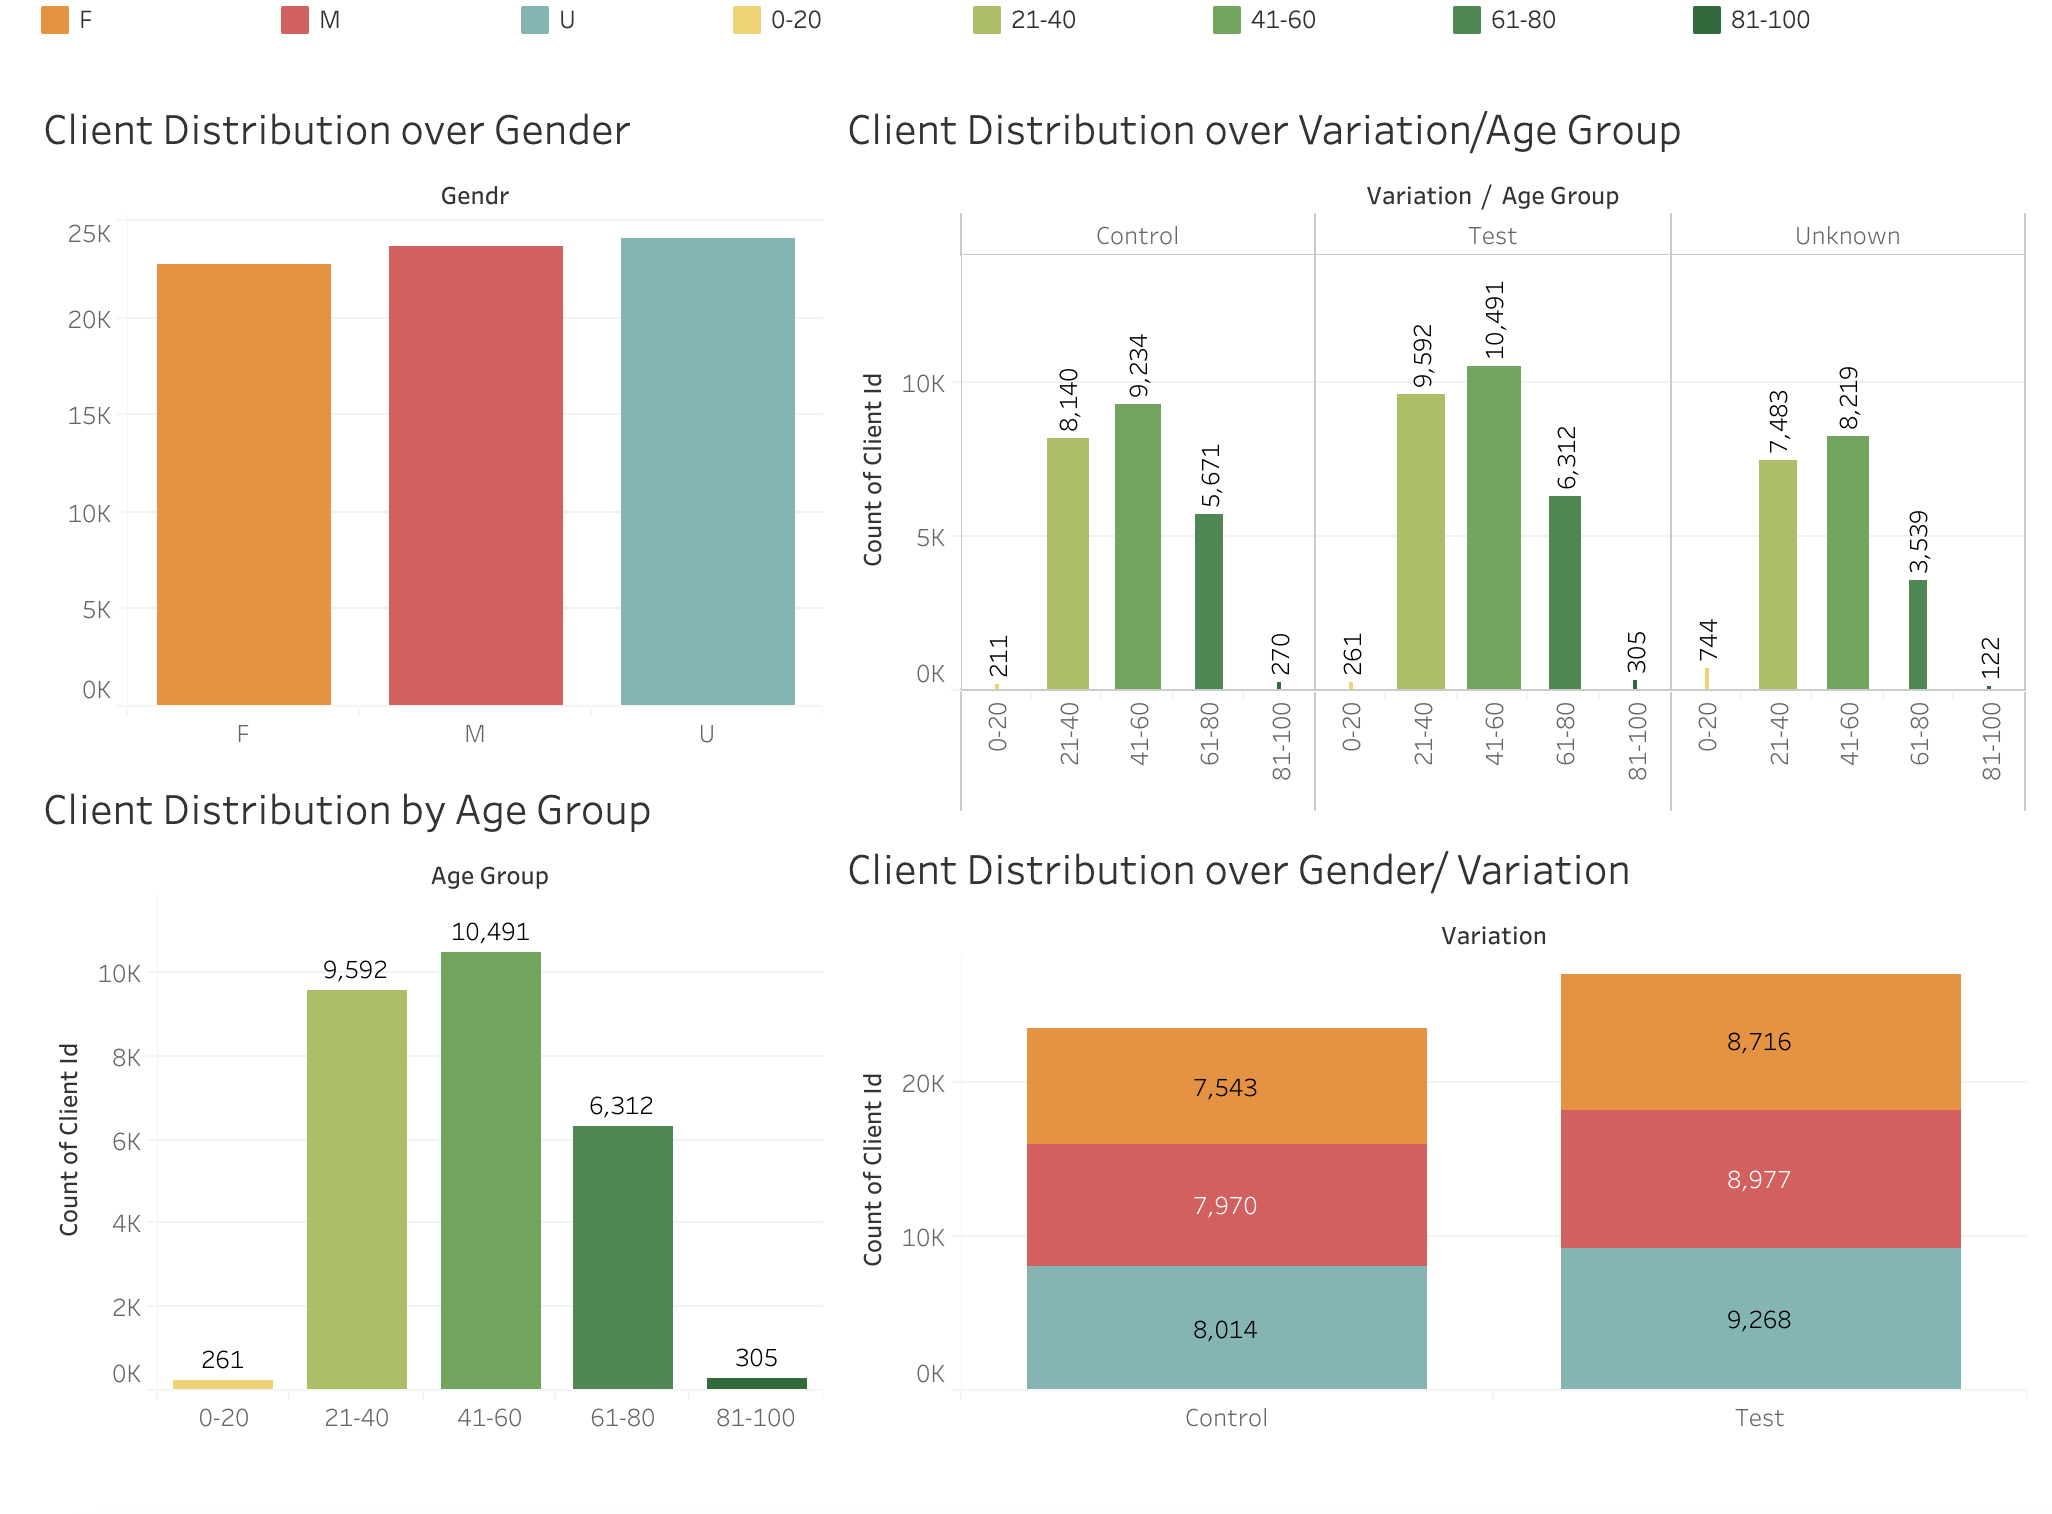 F M U 0-20 21-40 41-60 61-80 81-100
Client Distribution over Gender
Gendr
25K
20K
15K
10K
5K
0K
F M U
Client Distribution over Variation/Age Group
Variation / Age Group
Control Test Unknown
Count of Client Id
10K
5K
0K
211 8,140 9,234 5,671 270 261 9,592 10,491 6,312 305 744 7,483 8,219 3,539 122
0-20 21-40 41-60 61-80 81-100 0-20 21-40 41-60 61-80 81-100 0-20 21-40 41-60 61-80 81-100
Client Distribution by Age Group
Age Group
Count of Client Id
10K
8K
6K
4K
2K
0K
261 9,592 10,491 6,312 305
0-20 21-40 41-60 61-80 81-100
Client Distribution over Gender/ Variation
Variation
Count of Client Id
20K
10K
0K
7,543 8,716
7,970 8,977
8,014 9,268
Control Test